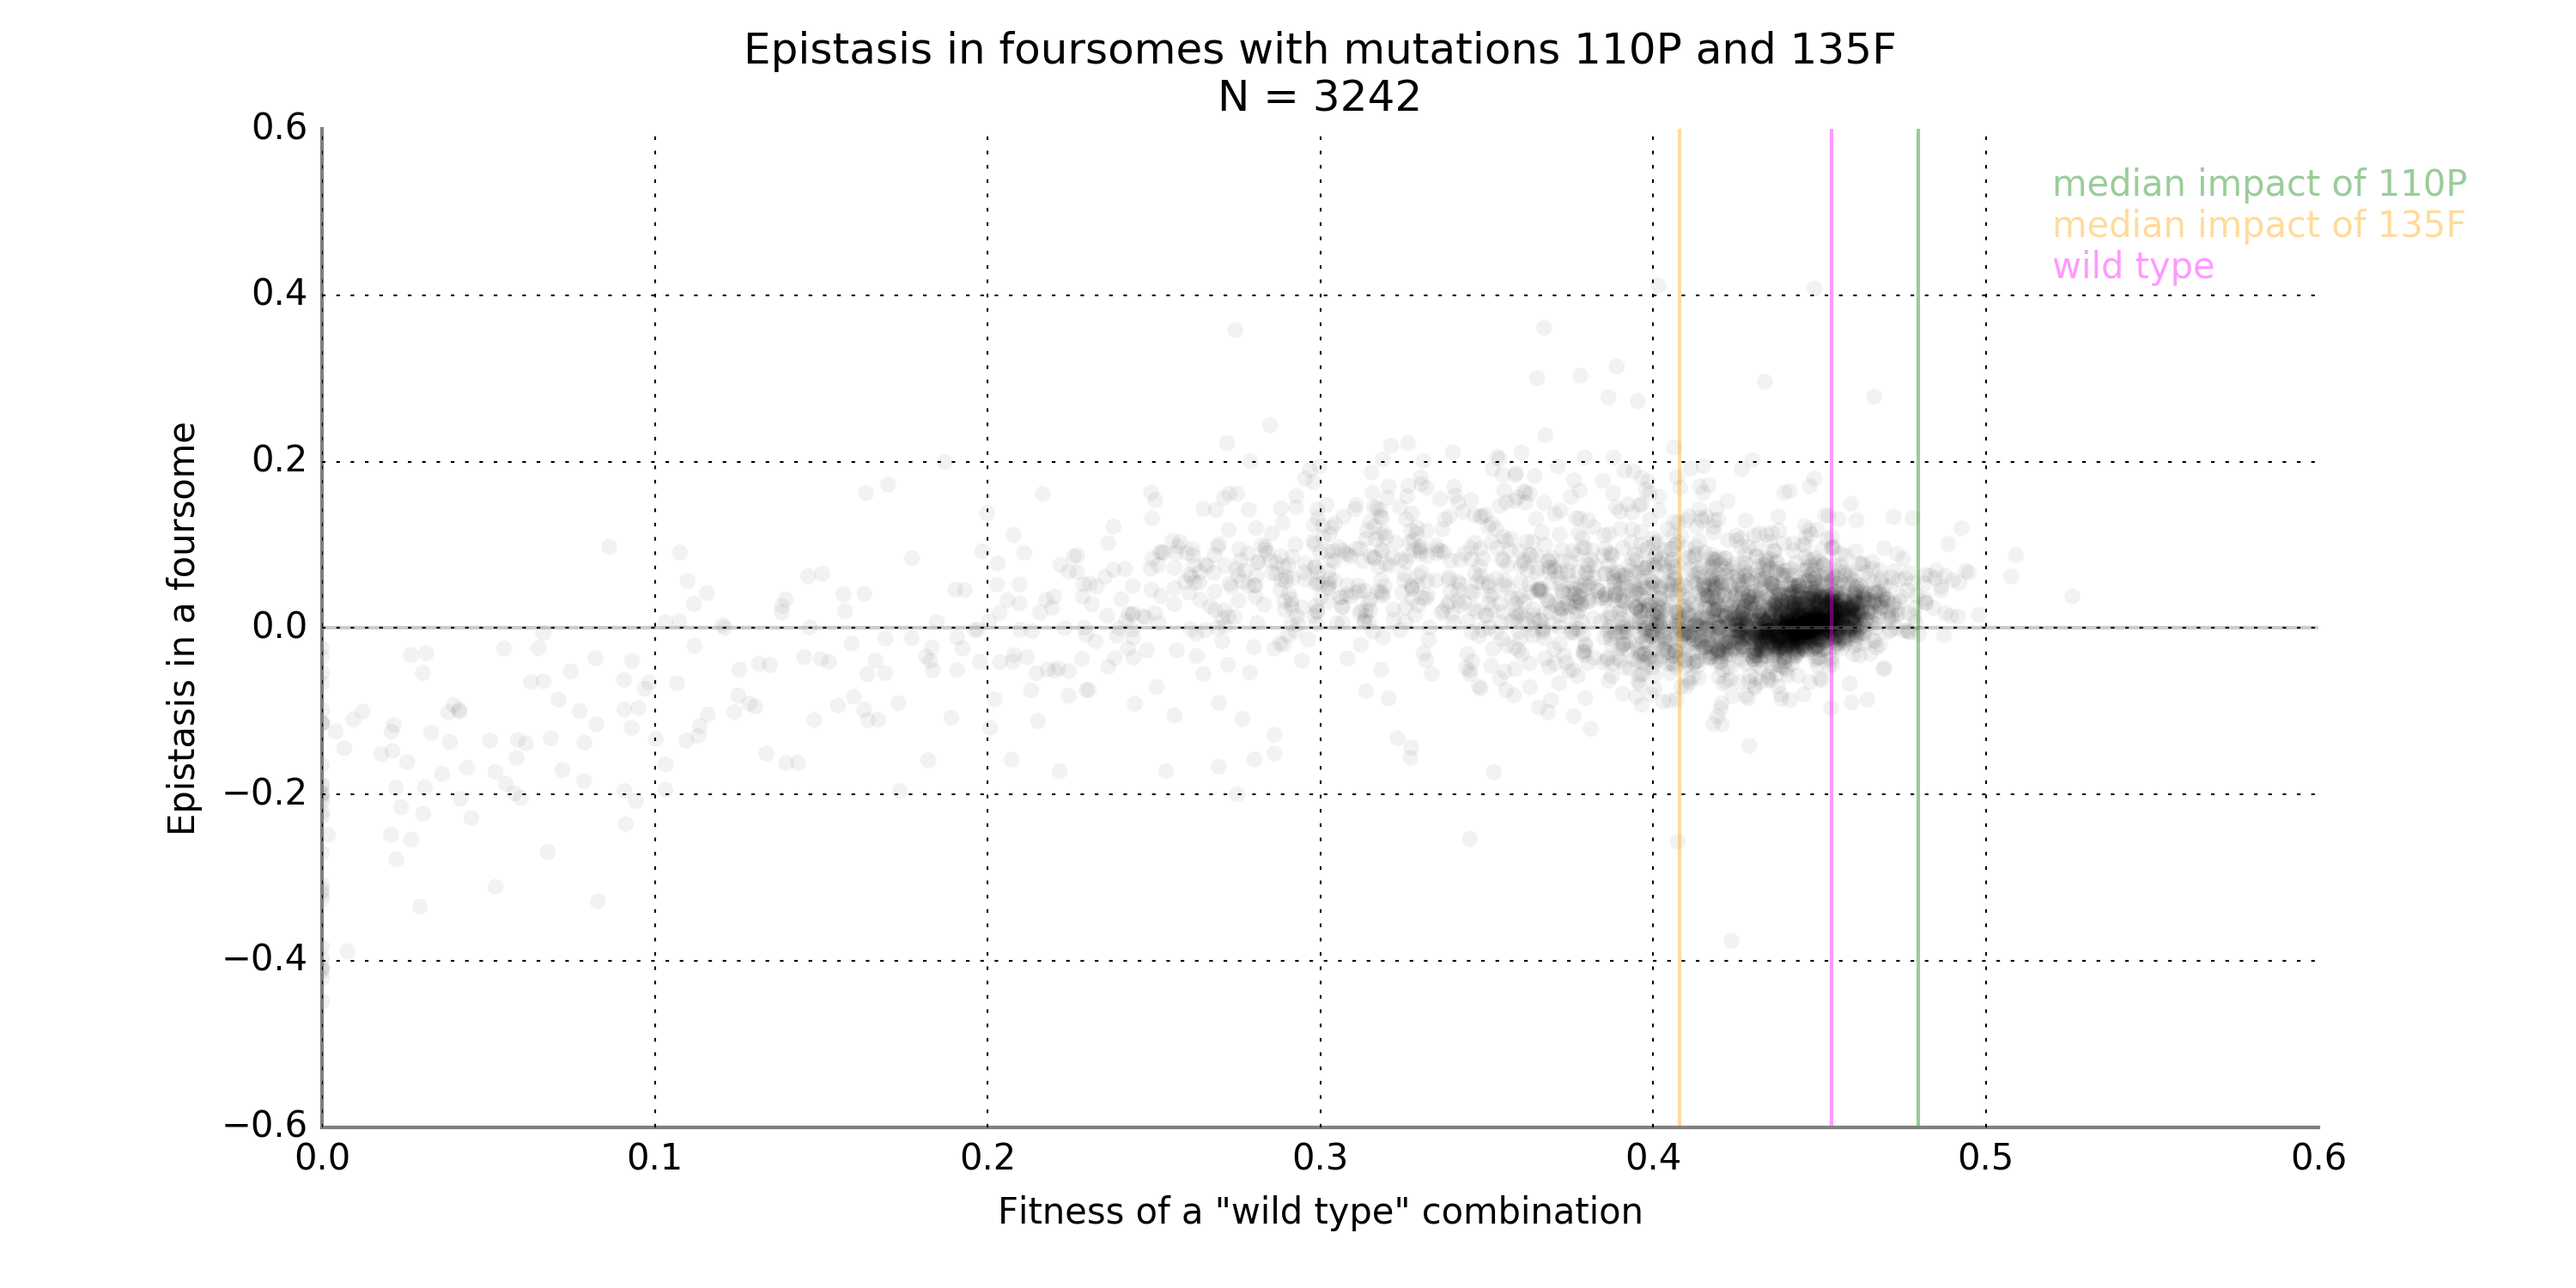 Epistasis in foursomes with mutations 110P and 135F
N = 3242
median impact of 110P
median impact of 135F
wild type
Epistasis in a foursome
0.6
0.4
0.2
0.0
−0.2
−0.4
−0.6
0.0 0.1 0.2 0.3 0.4 0.5 0.6
Fitness of a "wild type" combination